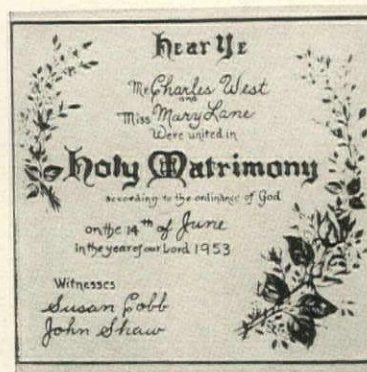 Hear Ye
Mr. Charles West
and
Miss Mary Lane
Were united in
Holy Matrimony
according to the ordinance of God
on the 14th of June
in the year of our Lord 1953
Witnesses
Susan Cobb
John Shaw